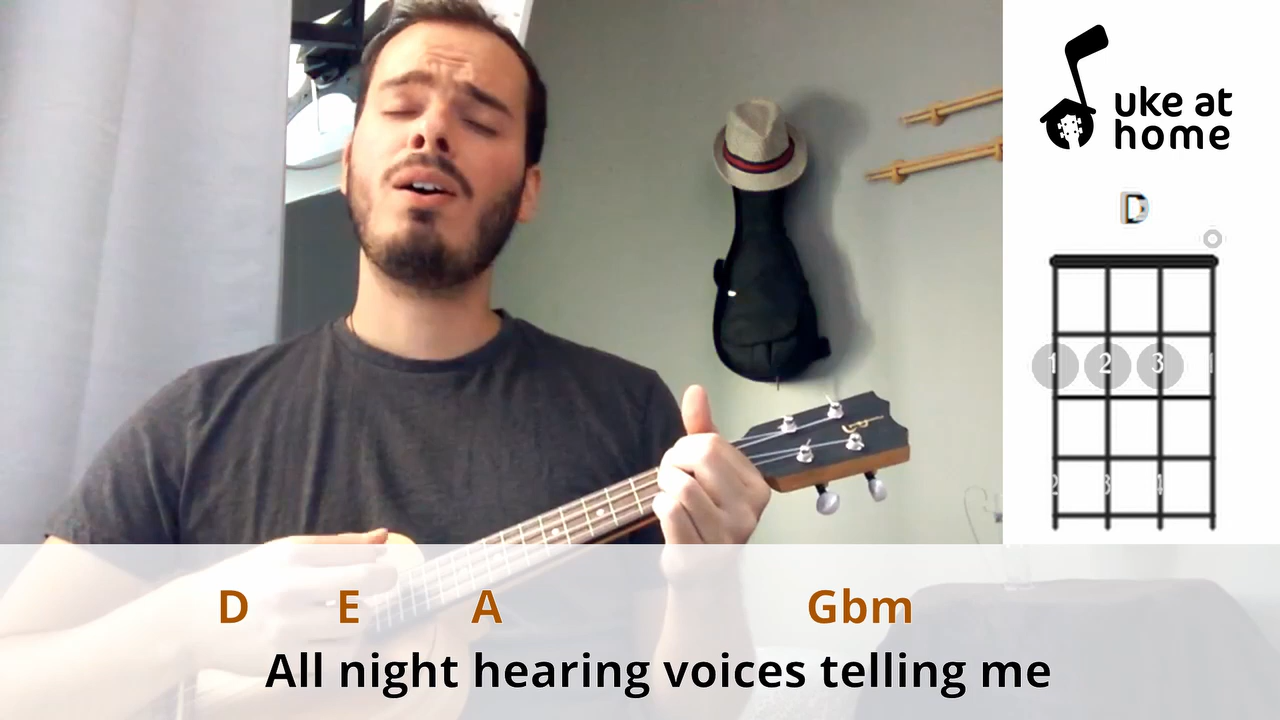 uke at
home
D
1 2 3
D E A Gbm
All night hearing voices telling me